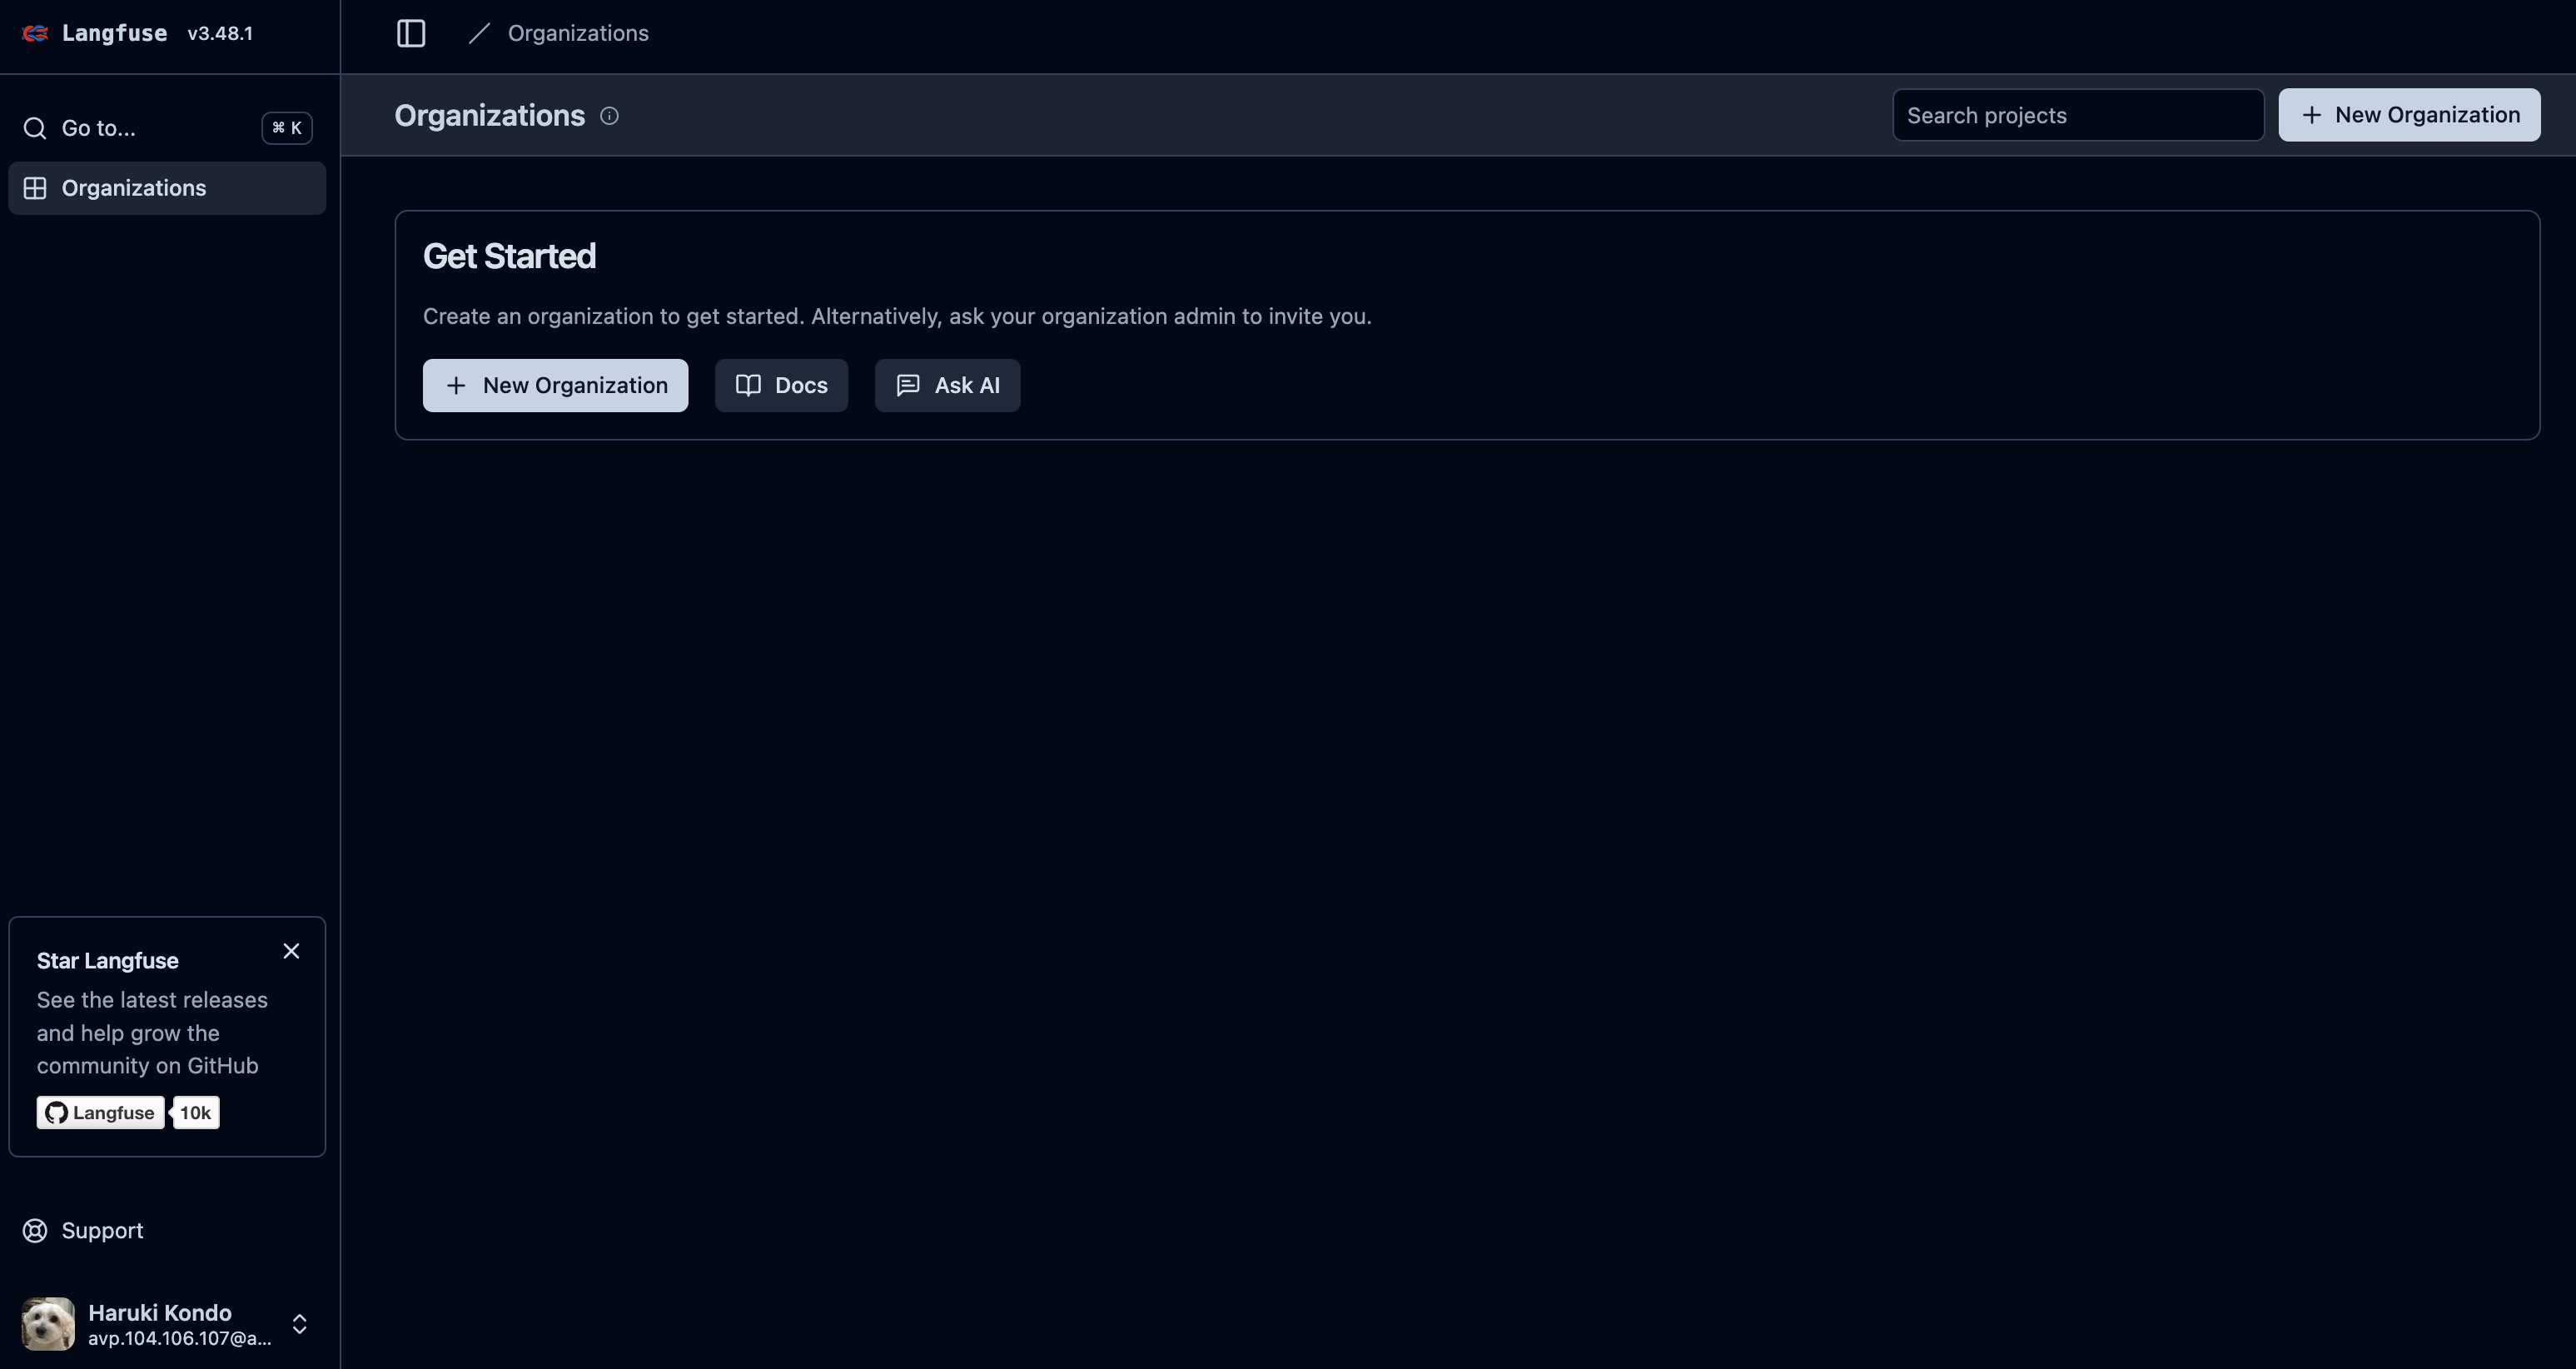 Langfuse v3.48.1
Go to...
⌘ K
Organizations
Star Langfuse
See the latest releases
and help grow the
community on GitHub
Langfuse 10k
Support
Haruki Kondo
avp.104.106.107@a...
Organizations
Organizations
Search projects
+ New Organization
Get Started
Create an organization to get started. Alternatively, ask your organization admin to invite you.
+ New Organization
Docs
Ask AI